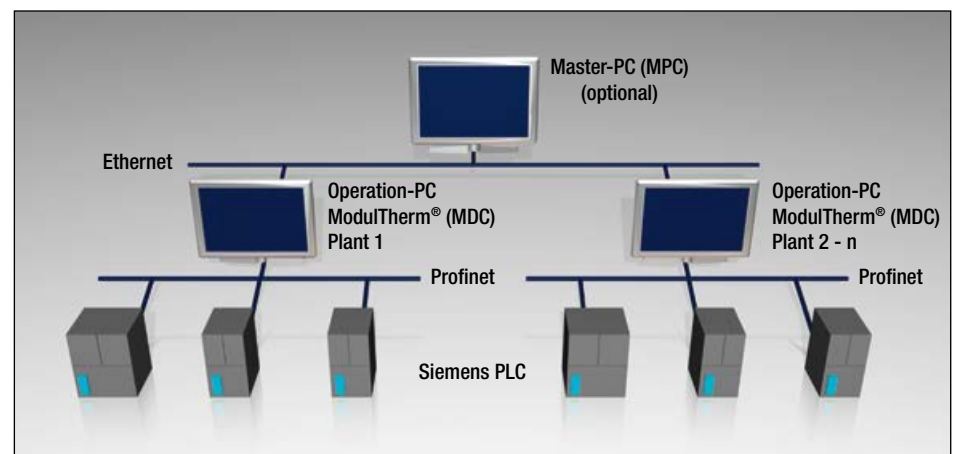 Master-PC (MPC)
(optional)
Ethernet
Operation-PC
ModulTherm® (MDC)
Plant 1
Operation-PC
ModulTherm® (MDC)
Plant 2 - n
Profinet
Profinet
Siemens PLC